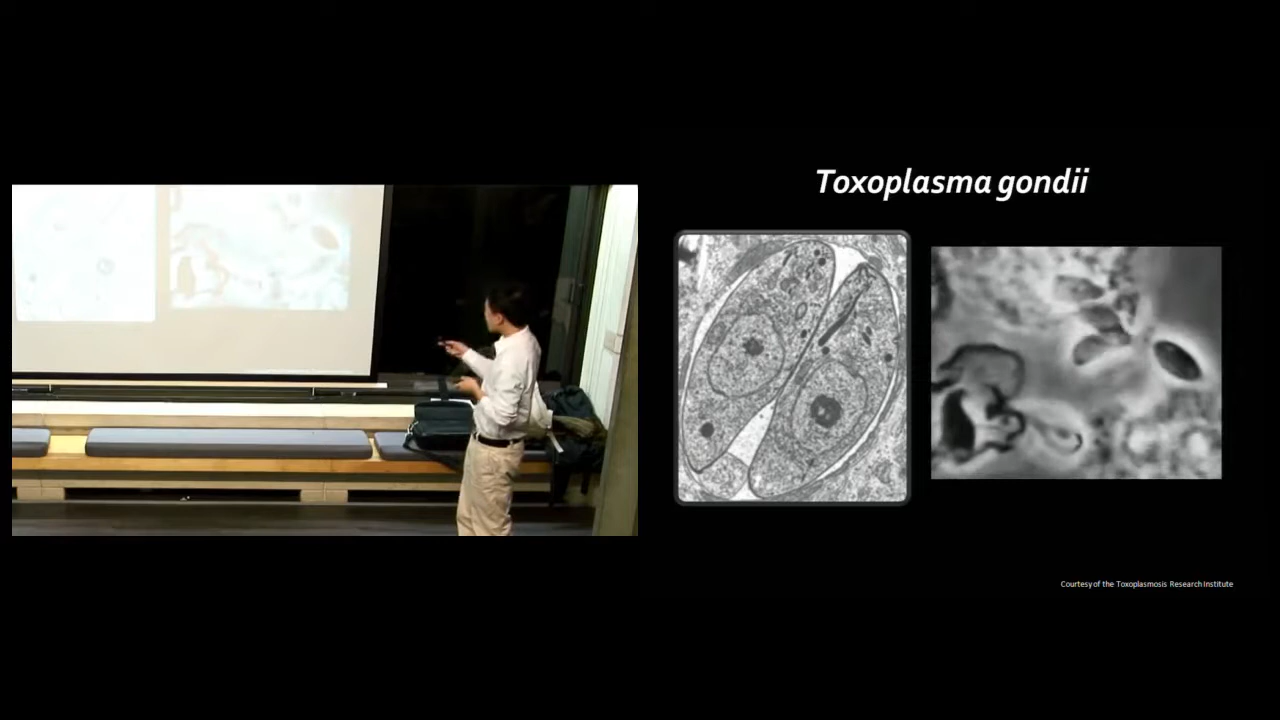 Toxoplasma gondii
Courtesy of the Toxoplasmosis Research Institute